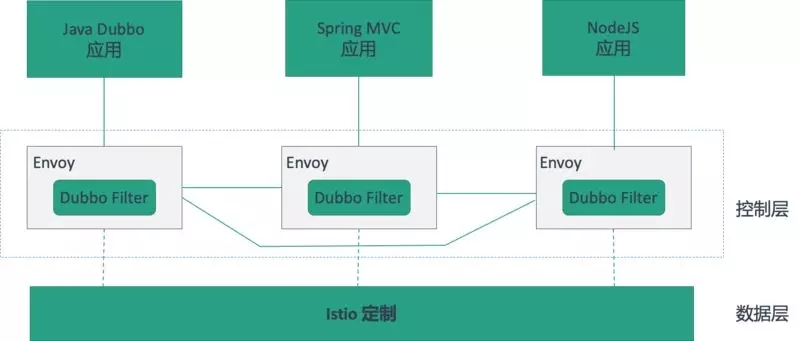 Java Dubbo
应用
Spring MVC
应用
NodeJS
应用
Envoy
Dubbo Filter
Envoy
Dubbo Filter
Envoy
Dubbo Filter
控制层
Istio 定制
数据层